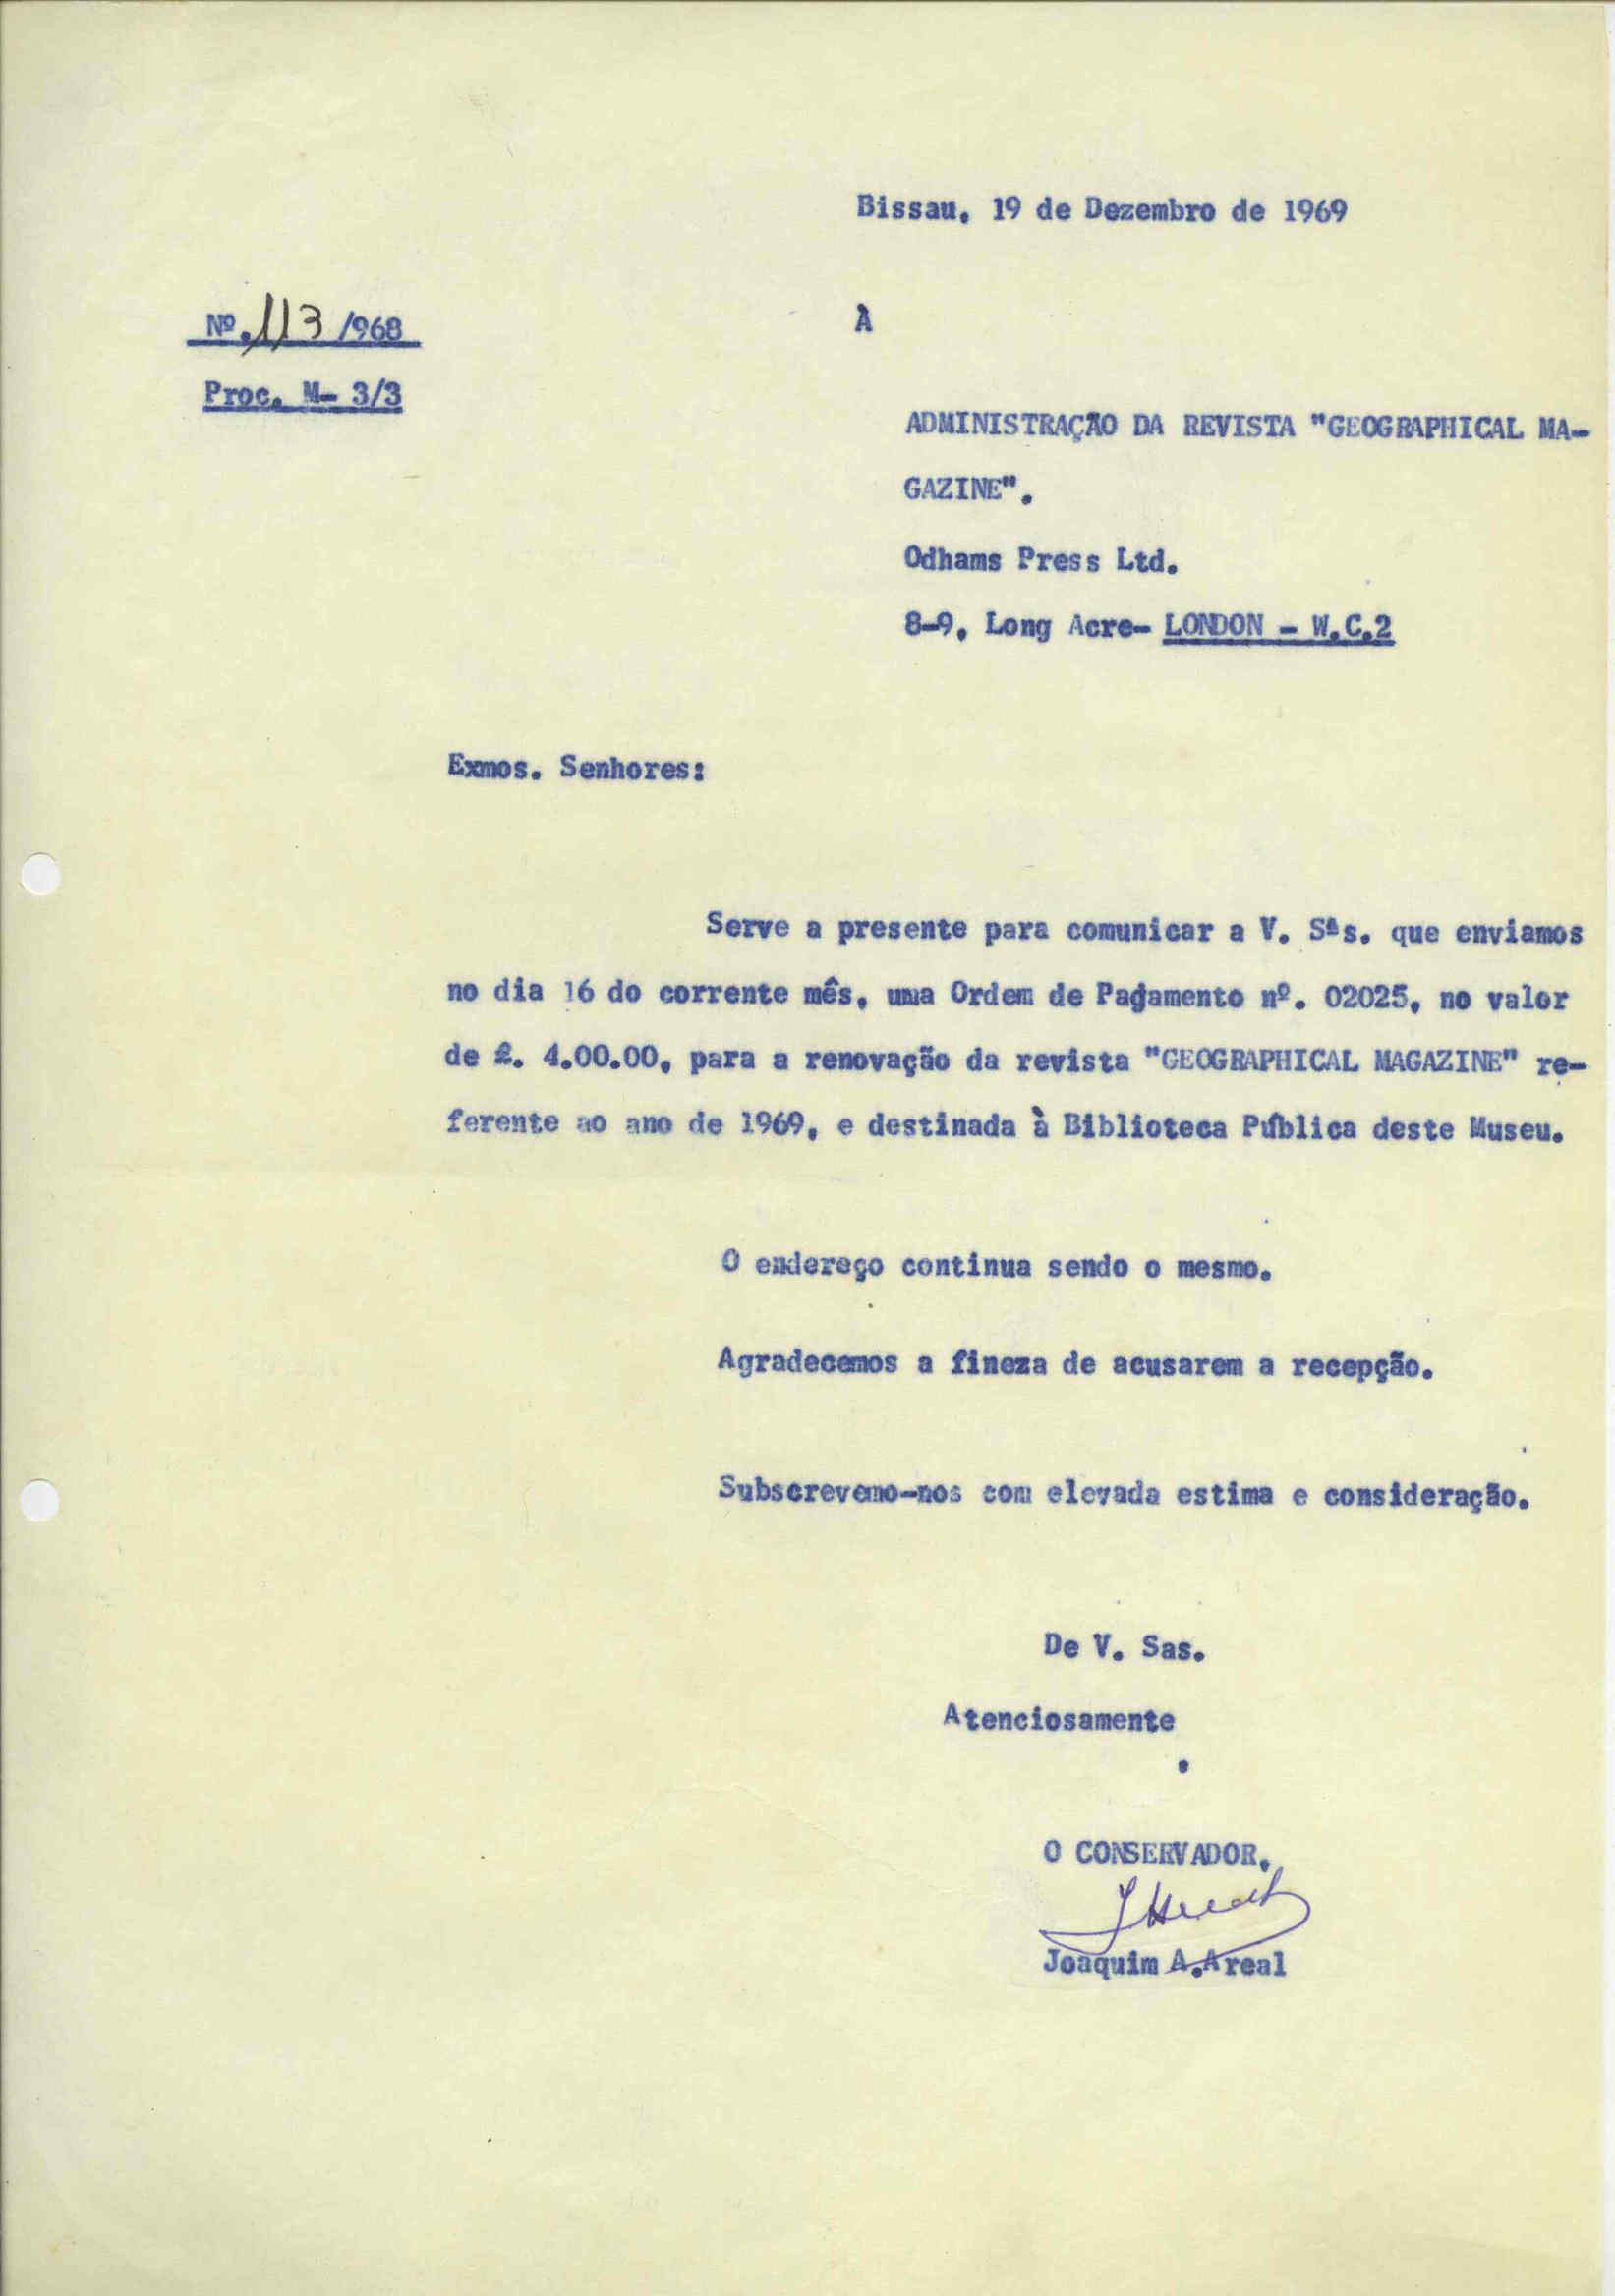 Bissau, 19 de Dezembro de 1969
Nº.113/968
À
Proc. M- 3/3
ADMINISTRAÇÃO DA REVISTA "GEOGRAPHICAL MA-
GAZINE".
Odhams Press Ltd.
8-9, Long Acre- LONDON - W.C.2
Exmos. Senhores:
Serve a presente para comunicar a V. Sªs. que enviamos
no dia 16 do corrente mês, uma Ordem de Pagamento nº. 02025, no valor
de £. 4.00.00, para a renovação da revista "GEOGRAPHICAL MAGAZINE" re-
ferente ao ano de 1969, e destinada à Biblioteca Pública deste Museu.
O endereço continua sendo o mesmo.
Agradecemos a fineza de acusarem a recepção.
Subscrevemo-nos com elevada estima e consideração.
De V. Sas.
Atenciosamente
O CONSERVADOR,
Joaquim A.Areal